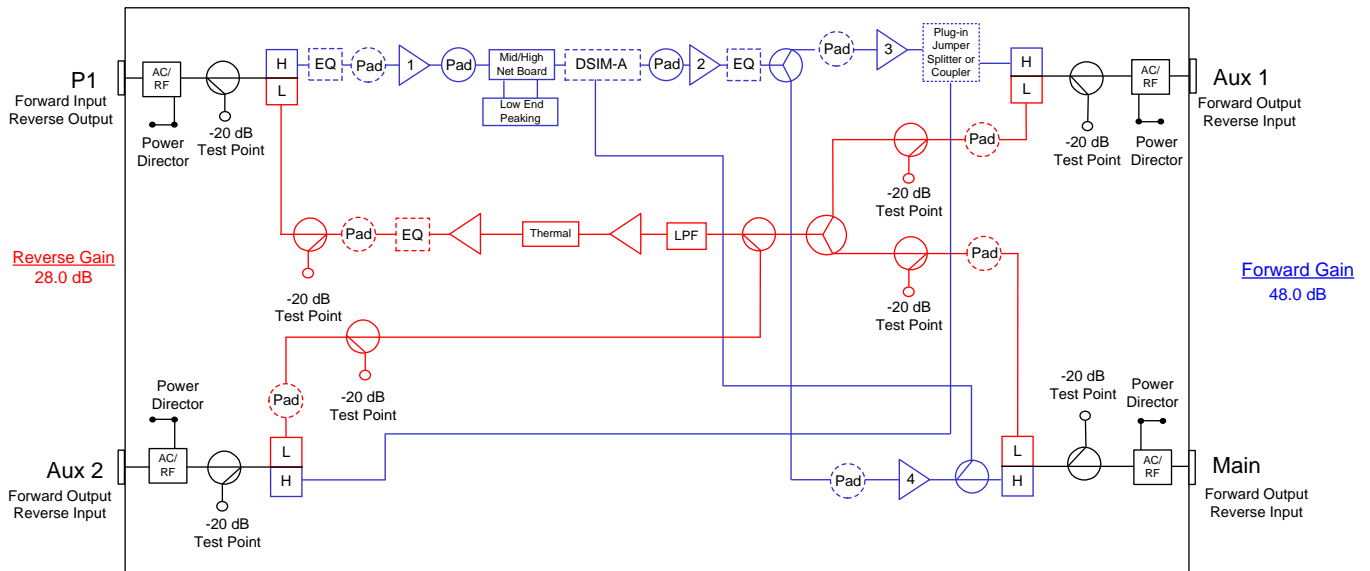 P1
Forward Input
Reverse Output
AC/
RF
Power
Director
-20 dB
Test Point
H
L
EQ
Pad
1
Pad
Mid/High
Net Board
Low End
Peaking
DSIM-A
Pad
2
EQ
Pad
3
Plug-in
Jumper
Splitter or
Coupler
H
L
-20 dB
Test Point
AC/
RF
Power
Director
Aux 1
Forward Output
Reverse Input
Pad
-20 dB
Test Point
Reverse Gain
28.0 dB
-20 dB
Test Point
Pad
EQ
Thermal
LPF
-20 dB
Test Point
Pad
Forward Gain
48.0 dB
-20 dB
Test Point
Pad
Power
Director
Aux 2
Forward Output
Reverse Input
AC/
RF
-20 dB
Test Point
L
H
Pad
4
L
H
-20 dB
Test Point
Power
Director
AC/
RF
Main
Forward Output
Reverse Input